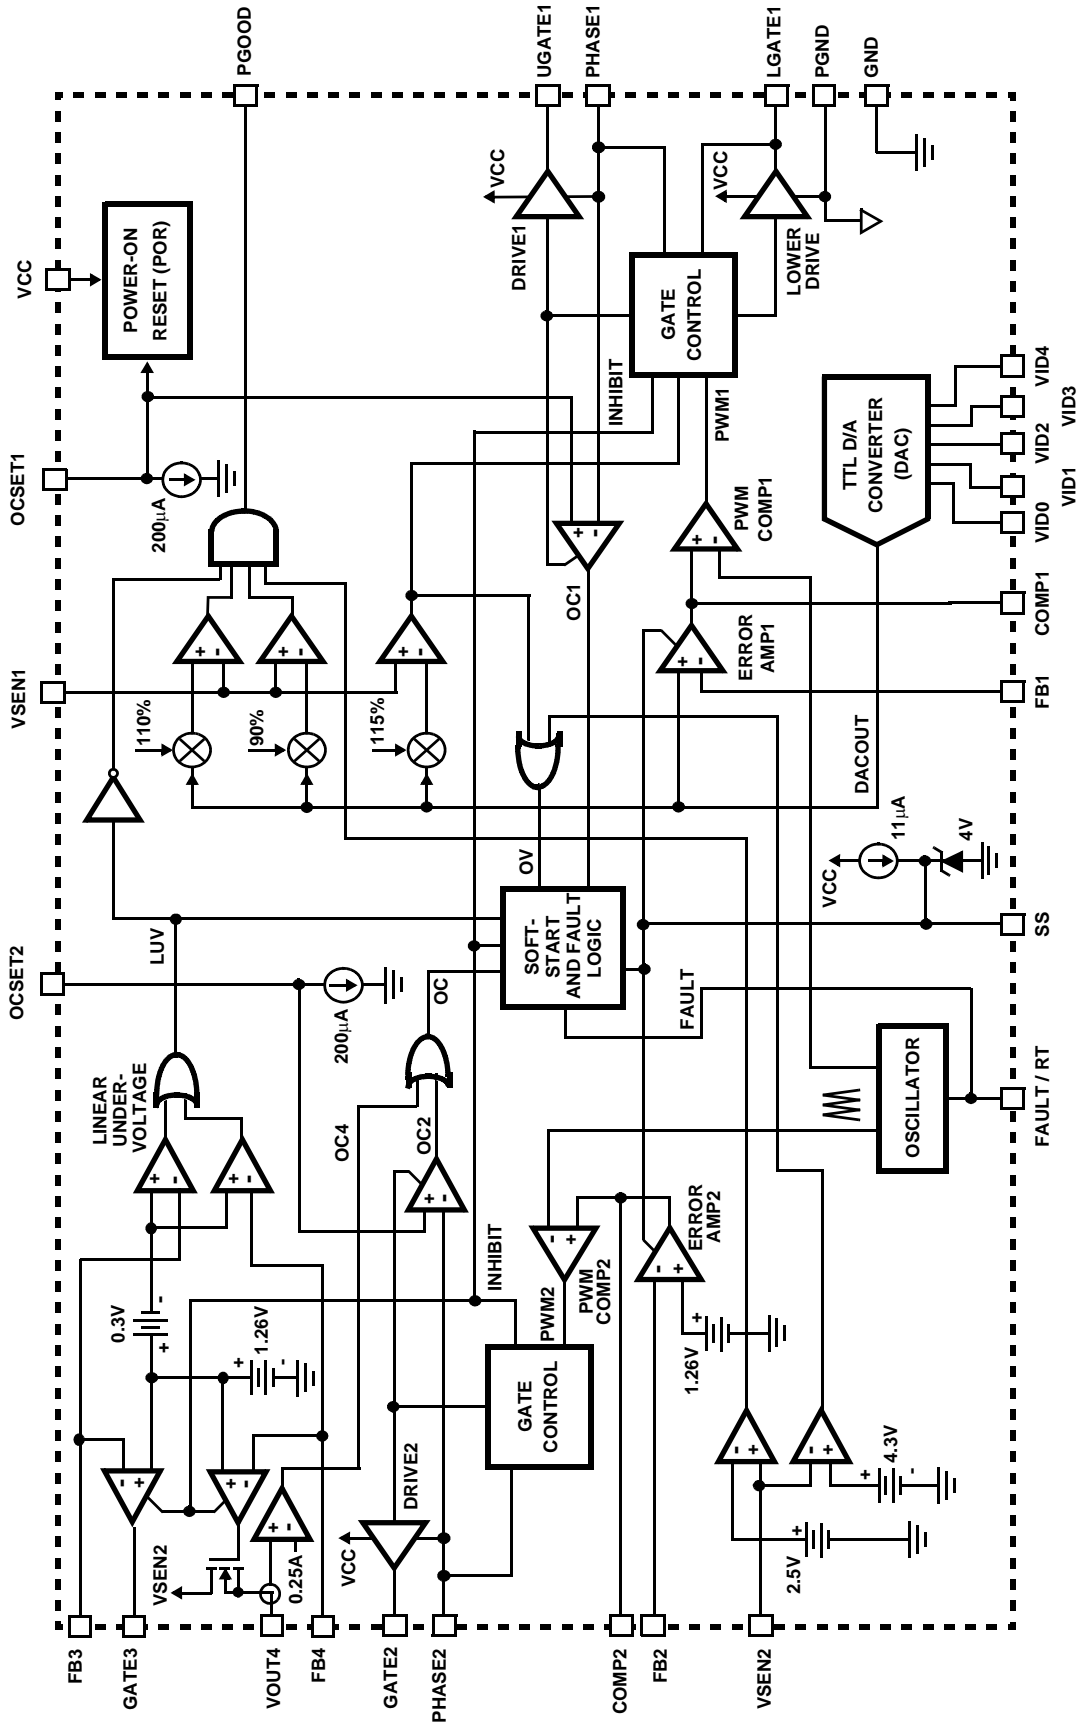 VCC
OCSET1
VSEN1
OCSET2
PGOOD
UGATE1
PHASE1
LGATE1
PGND
GND
POWER-ON
RESET (POR)
200µA
VCC
DRIVE1
VCC
LOWER
DRIVE
GATE
CONTROL
INHIBIT
PWM1
PWM
COMP1
+
-
+
-
OC1
ERROR
AMP1
+
-
TTL D/A
CONVERTER
(DAC)
VID4
VID3
VID2
VID1
VID0
COMP1
FB1
DACOUT
110%
90%
115%
+
-
+
-
+
-
OV
LUV
SOFT-
START
AND FAULT
LOGIC
OC
FAULT
VCC
11µA
4V
SS
200µA
LINEAR
UNDER-
VOLTAGE
+
-
+
-
OC4
OC2
+
-
OSCILLATOR
FAULT / RT
INHIBIT
PWM2
PWM
COMP2
-
+
ERROR
AMP2
-
+
1.26V
+
0.3V
-
+
1.26V
+
-
GATE
CONTROL
DRIVE2
VCC
-
+
+
-
+
-
0.25A
VSEN2
-
+
-
+
4.3V
+
-
2.5V
+
FB3
GATE3
VOUT4
FB4
GATE2
PHASE2
COMP2
FB2
VSEN2